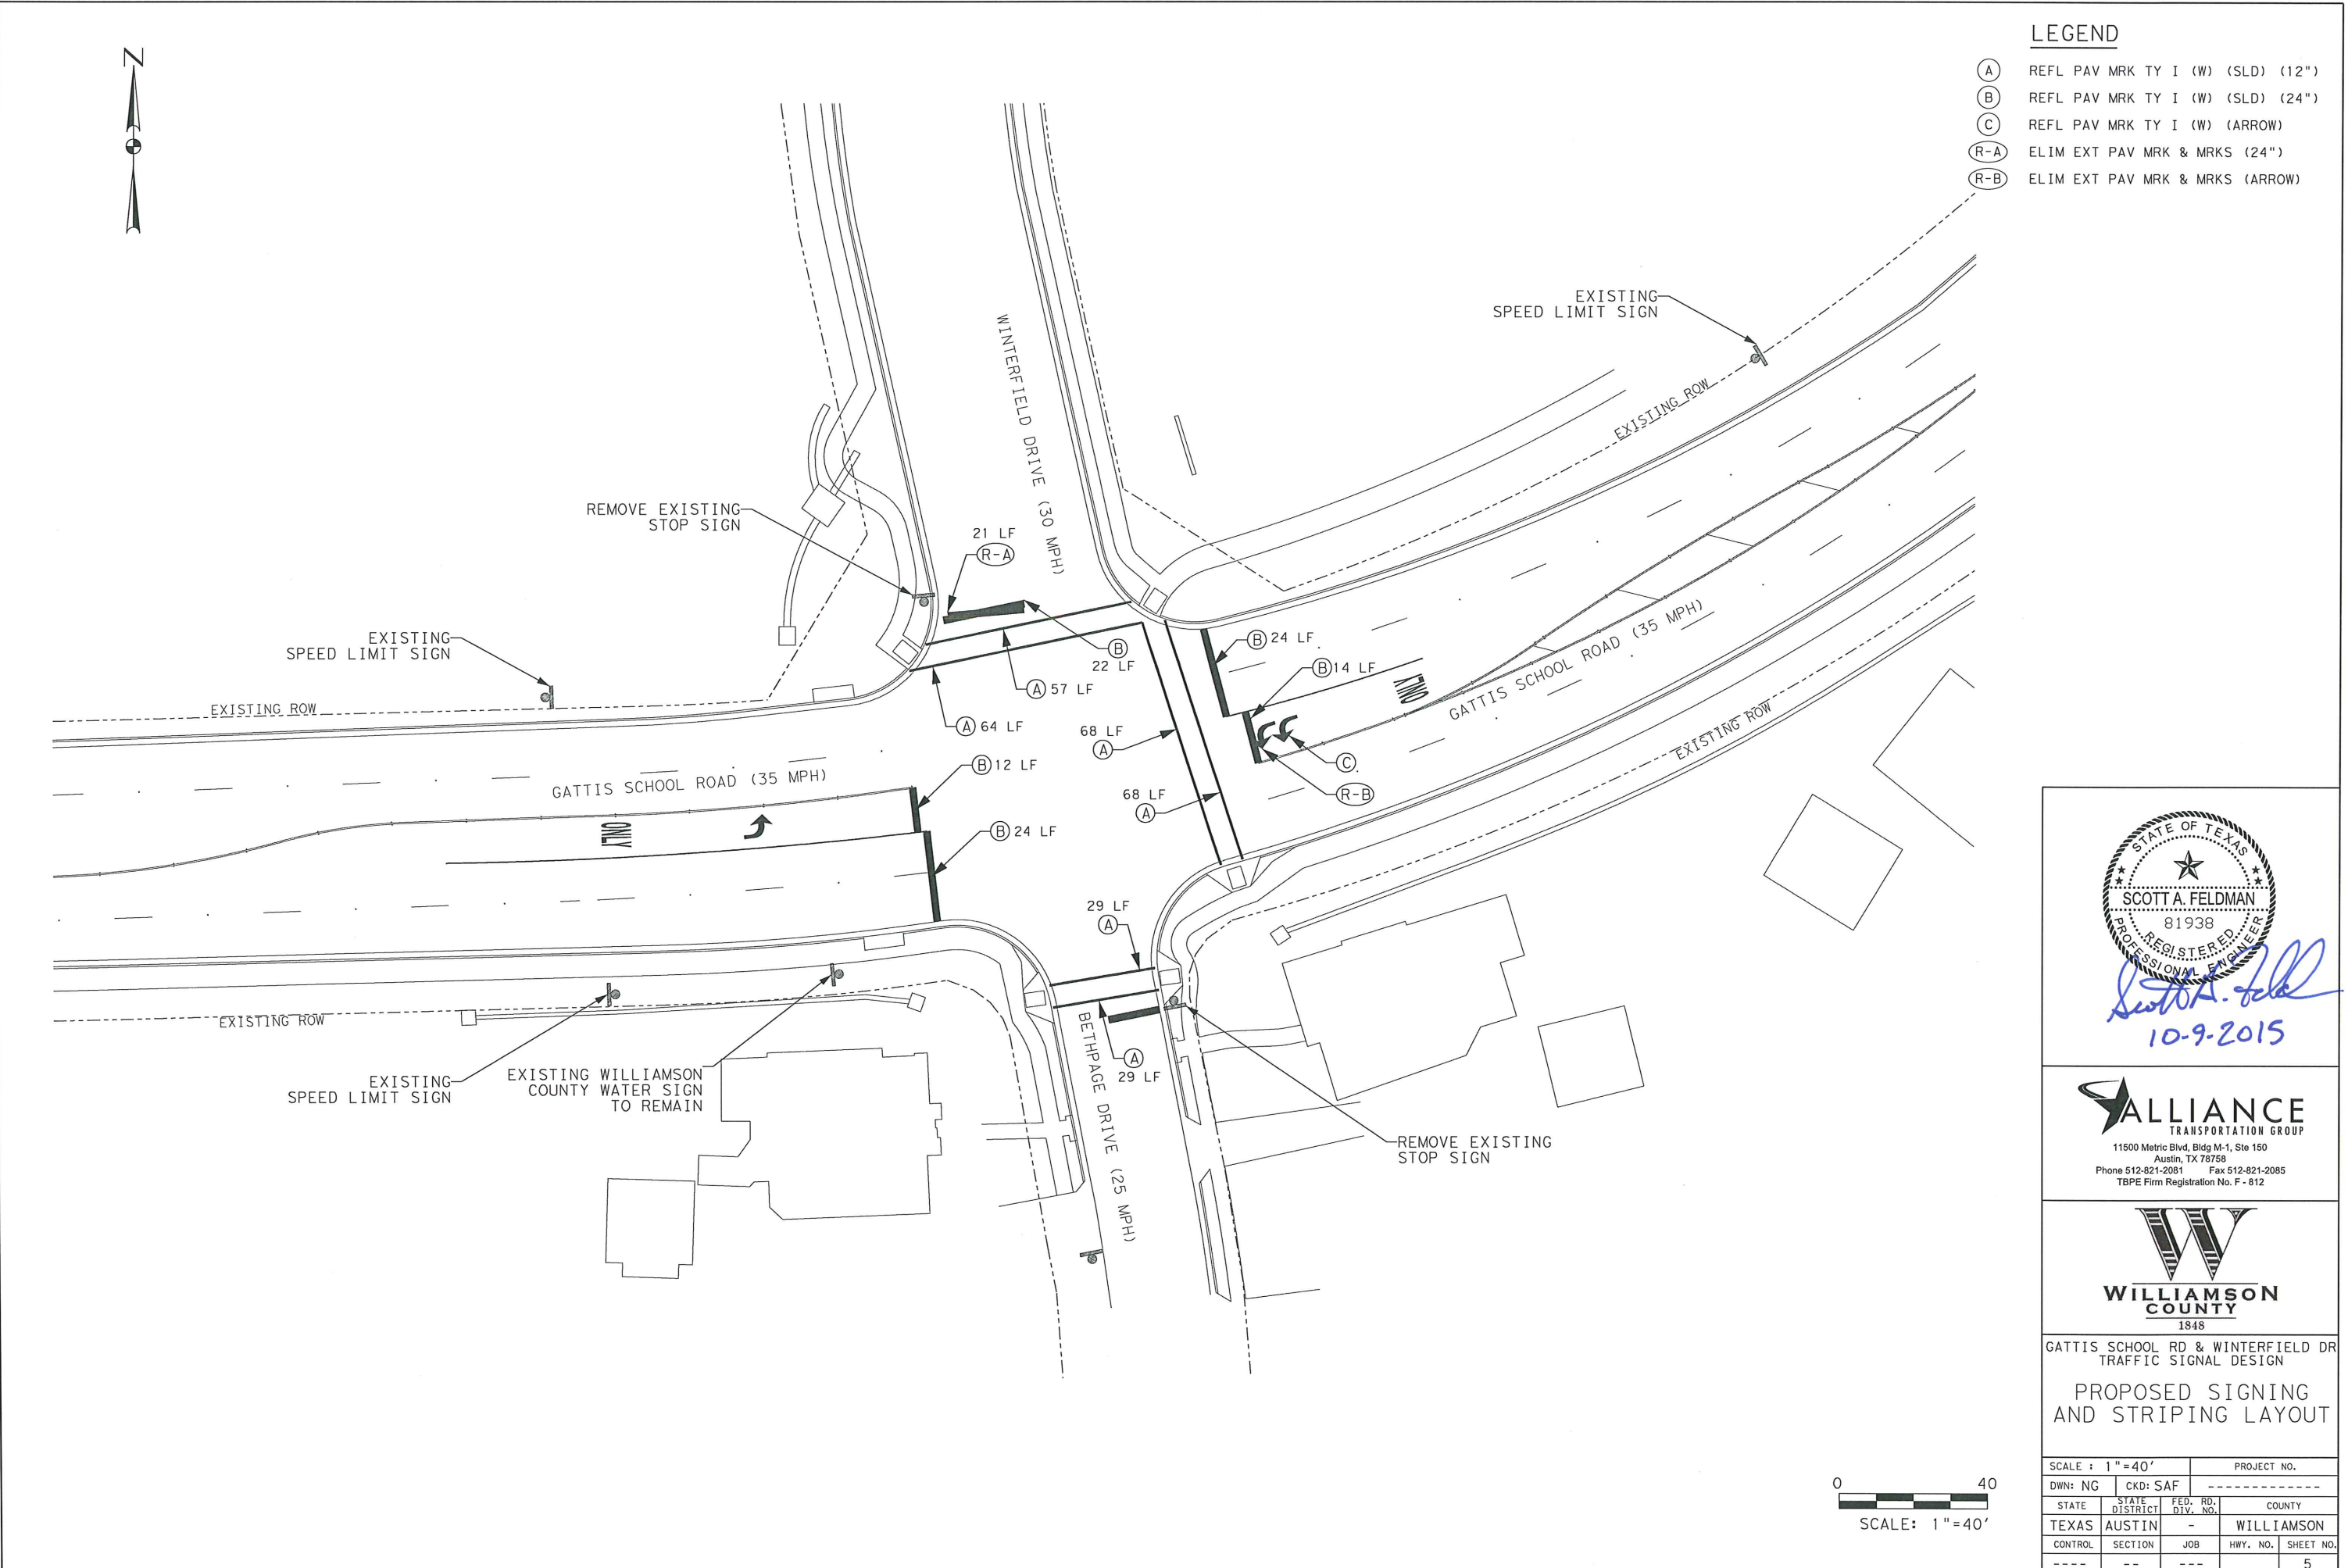 N
LEGEND
A REFL PAV MRK TY I (W) (SLD) (12")
B REFL PAV MRK TY I (W) (SLD) (24")
C REFL PAV MRK TY I (W) (ARROW)
R-A ELIM EXT PAV MRK & MRKS (24")
R-B ELIM EXT PAV MRK & MRKS (ARROW)
EXISTING
SPEED LIMIT SIGN
EXISTING ROW
WINTERFIELD DRIVE (30 MPH)
REMOVE EXISTING
STOP SIGN
21 LF
R-A
B
22 LF
A 57 LF
A 64 LF
EXISTING
SPEED LIMIT SIGN
EXISTING ROW
B 24 LF
B 14 LF
ONLY
GATTIS SCHOOL ROAD (35 MPH)
C
R-B
68 LF
A
68 LF
A
EXISTING ROW
GATTIS SCHOOL ROAD (35 MPH)
B 12 LF
ONLY
B 24 LF
29 LF
A
A
29 LF
EXISTING ROW
EXISTING
SPEED LIMIT SIGN
EXISTING WILLIAMSON
COUNTY WATER SIGN
TO REMAIN
BETHPAGE DRIVE (25 MPH)
REMOVE EXISTING
STOP SIGN
0 40
SCALE: 1"=40'
STATE OF TEXAS
SCOTT A. FELDMAN
81938
REGISTERED
PROFESSIONAL ENGINEER
10-9-2015
ALLIANCE
TRANSPORTATION GROUP
11500 Metric Blvd, Bldg M-1, Ste 150
Austin, TX 78758
Phone 512-821-2081 Fax 512-821-2085
TBPE Firm Registration No. F - 812
W
WILLIAMSON
COUNTY
1848
GATTIS SCHOOL RD & WINTERFIELD DR
TRAFFIC SIGNAL DESIGN
PROPOSED SIGNING
AND STRIPING LAYOUT
SCALE : 1"=40' PROJECT NO.
DWN: NG CKD: SAF -------------
STATE STATE DISTRICT FED. RD. DIV. NO. COUNTY
TEXAS AUSTIN - WILLIAMSON
CONTROL SECTION JOB HWY. NO. SHEET NO.
---- -- --- 5